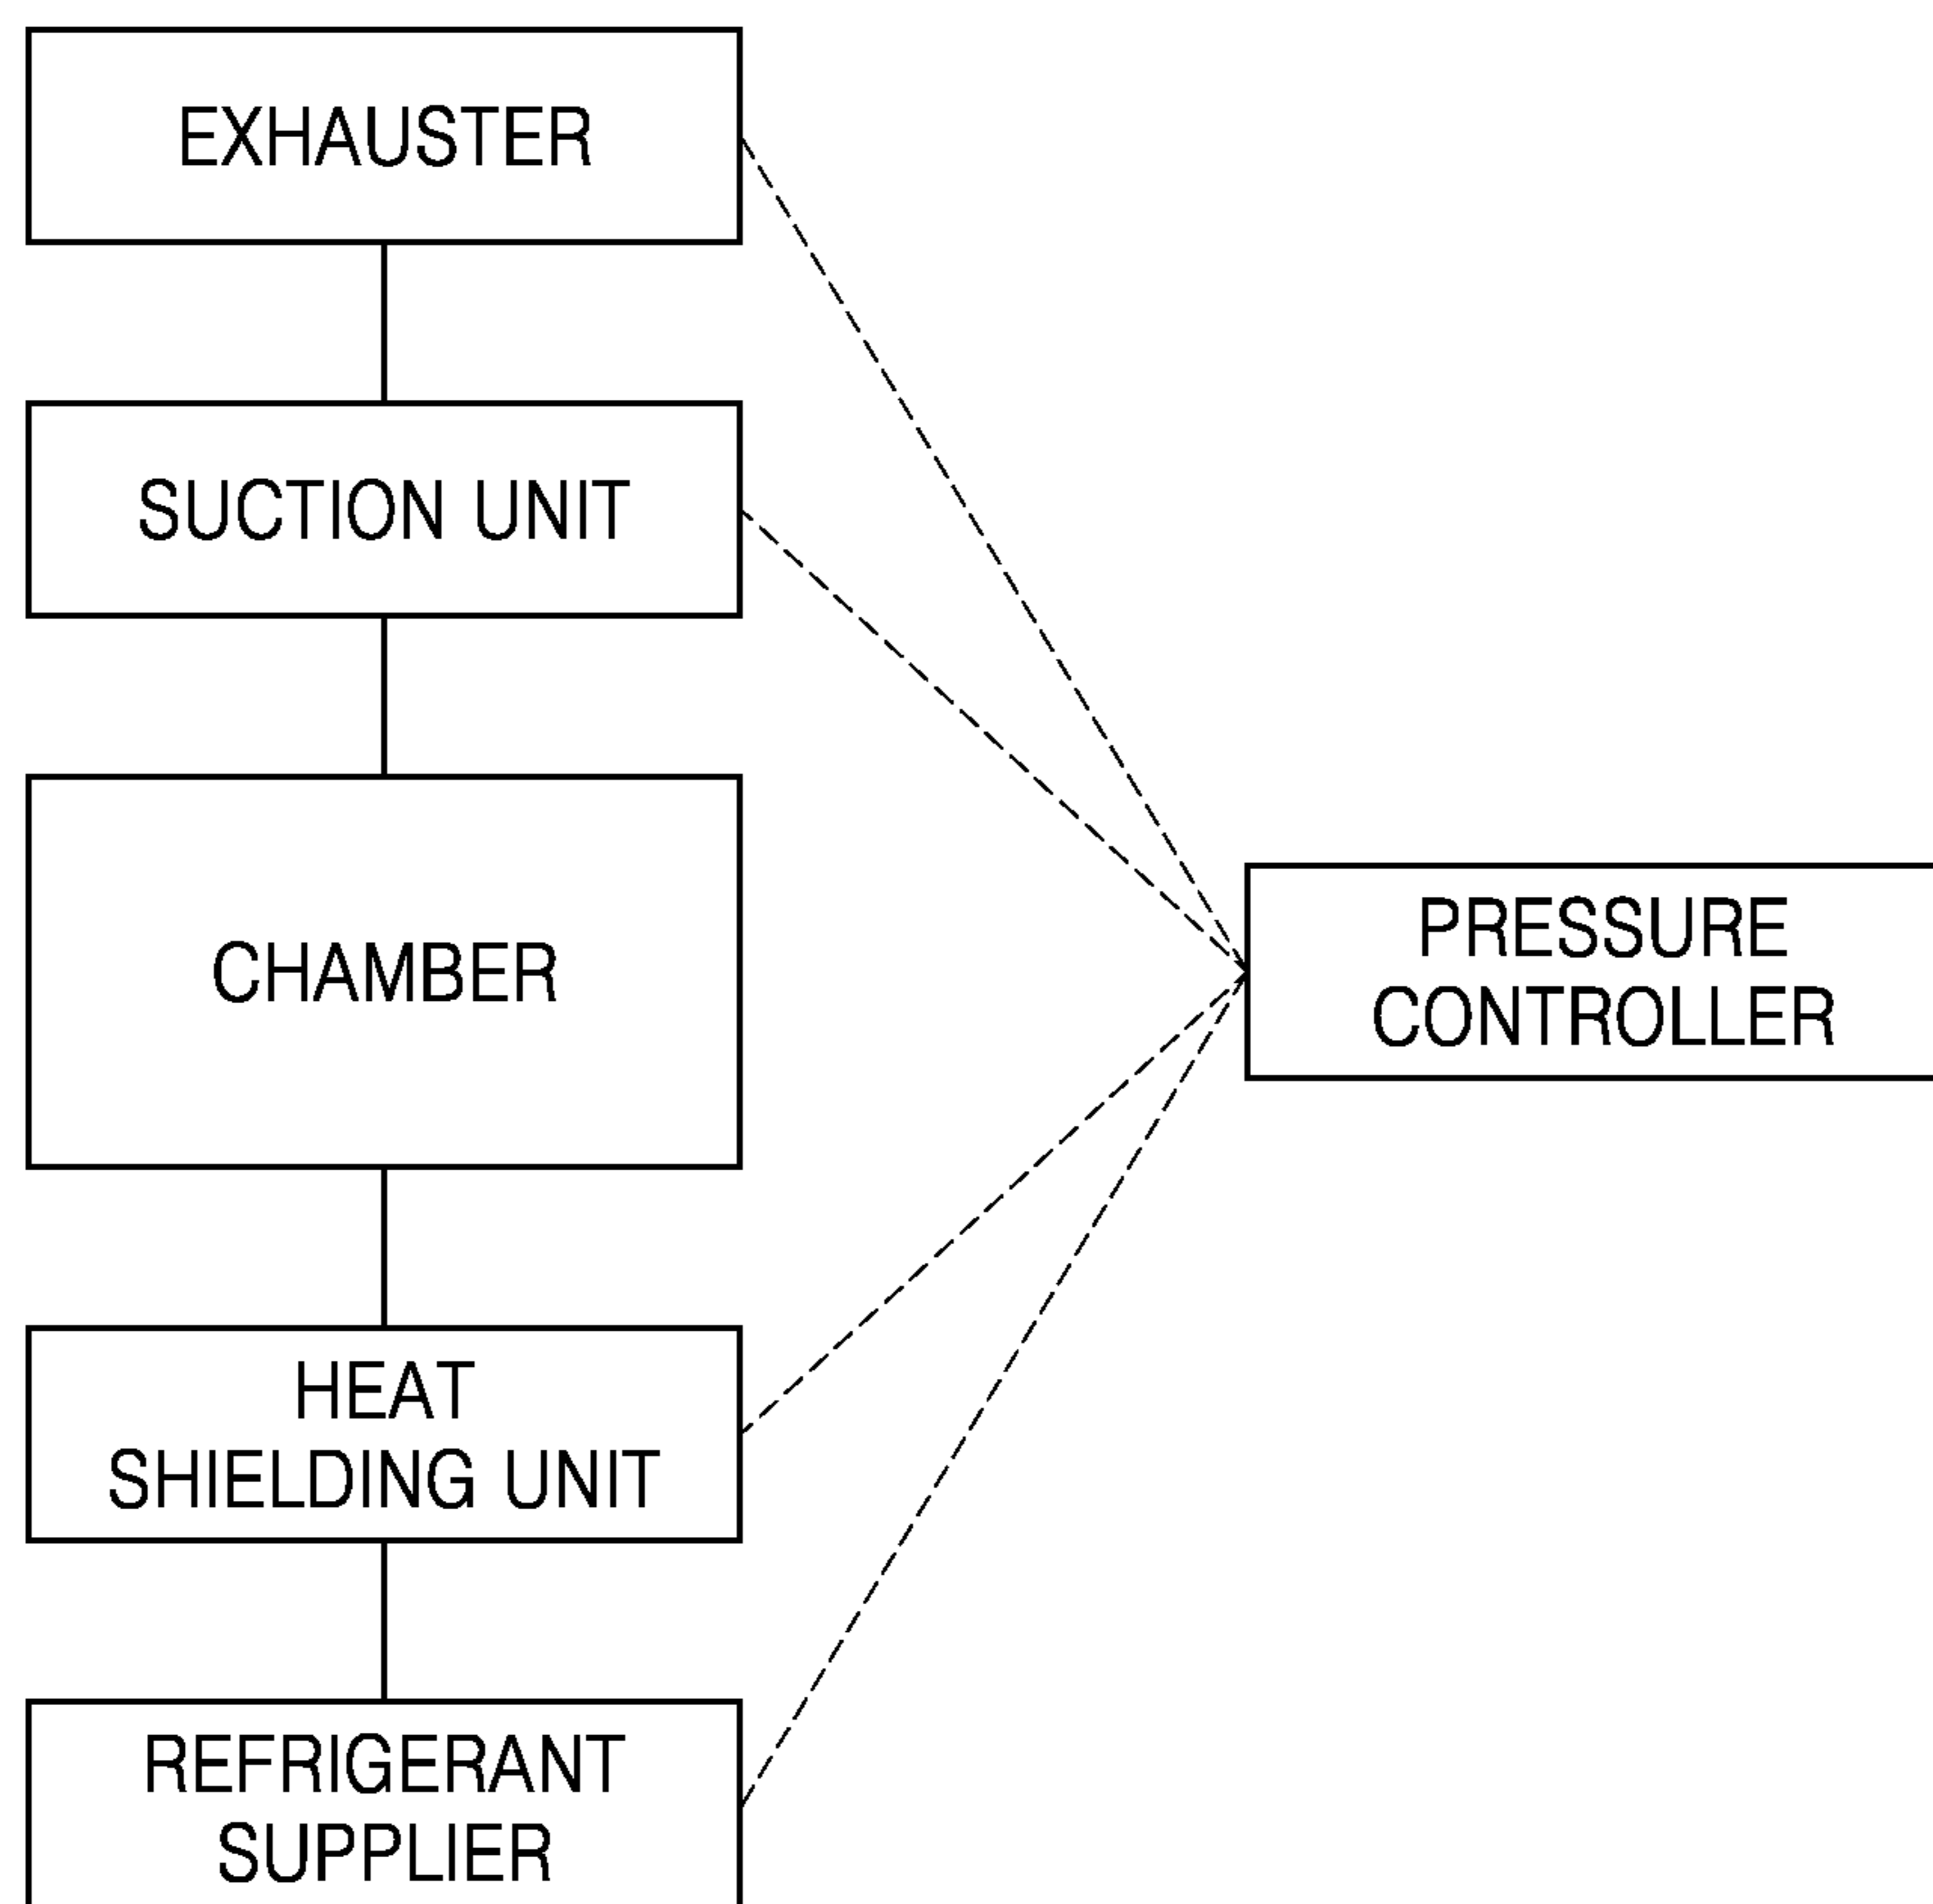 EXHAUSTER
SUCTION UNIT
CHAMBER
PRESSURE
CONTROLLER
HEAT
SHIELDING UNIT
REFRIGERANT
SUPPLIER